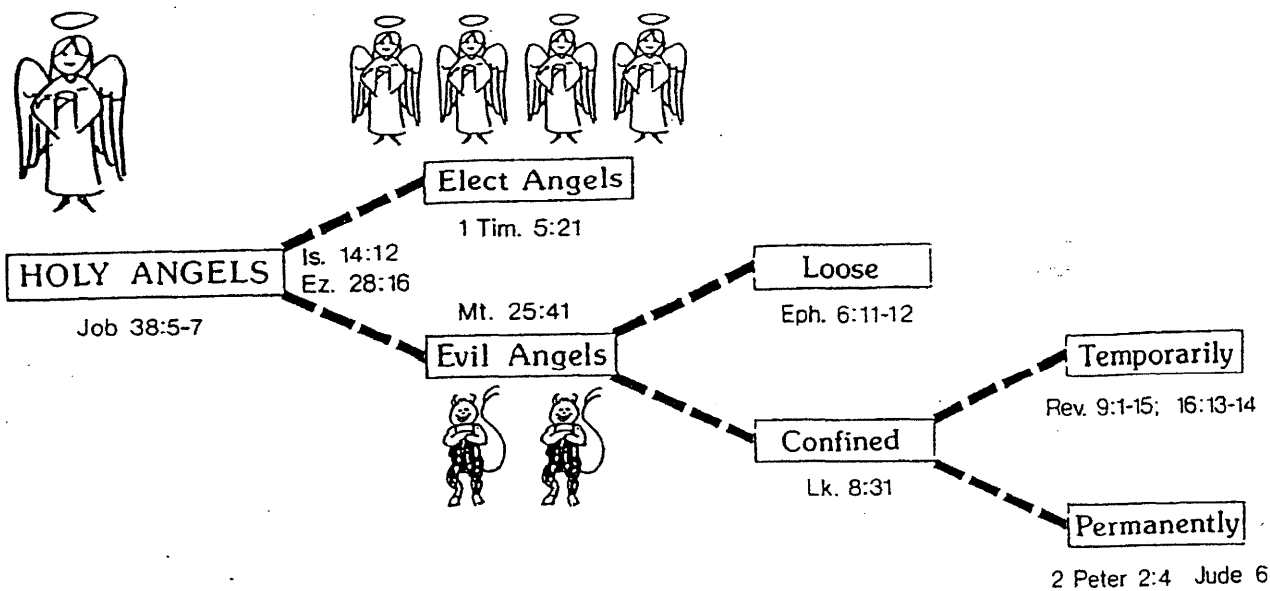 Elect Angels
1 Tim. 5:21
HOLY ANGELS
Job 38:5-7
Is. 14:12
Ez. 28:16
Mt. 25:41
Evil Angels
Loose
Eph. 6:11-12
Confined
Lk. 8:31
Temporarily
Rev. 9:1-15; 16:13-14
Permanently
2 Peter 2:4 Jude 6